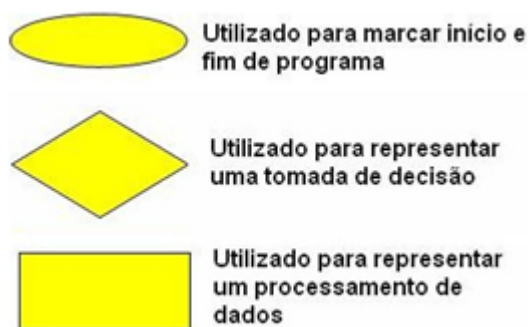 Utilizado para marcar início e
fim de programa
Utilizado para representar
uma tomada de decisão
Utilizado para representar
um processamento de
dados